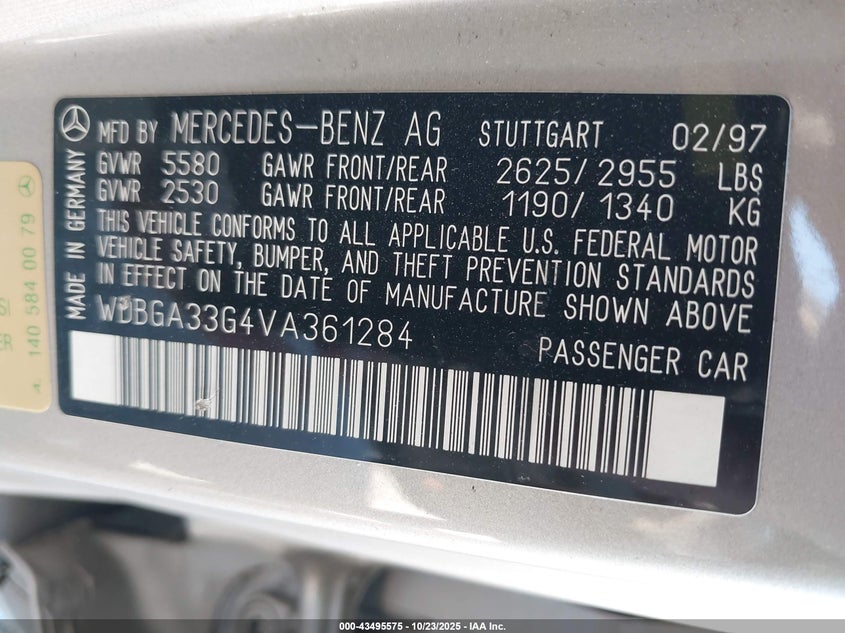 MFD BY MERCEDES-BENZ AG STUTTGART 02/97
GVWR 5580 GAWR FRONT/REAR 2625/2955 LBS
GVWR 2530 GAWR FRONT/REAR 1190/1340 KG
THIS VEHICLE CONFORMS TO ALL APPLICABLE U.S. FEDERAL MOTOR
VEHICLE SAFETY, BUMPER, AND THEFT PREVENTION STANDARDS
IN EFFECT ON THE DATE OF MANUFACTURE SHOWN ABOVE
WDBGA33G4VA361284 PASSENGER CAR
MADE IN GERMANY
A. 140 584 00 79
000-43495575 - 10/23/2025 - IAA Inc.